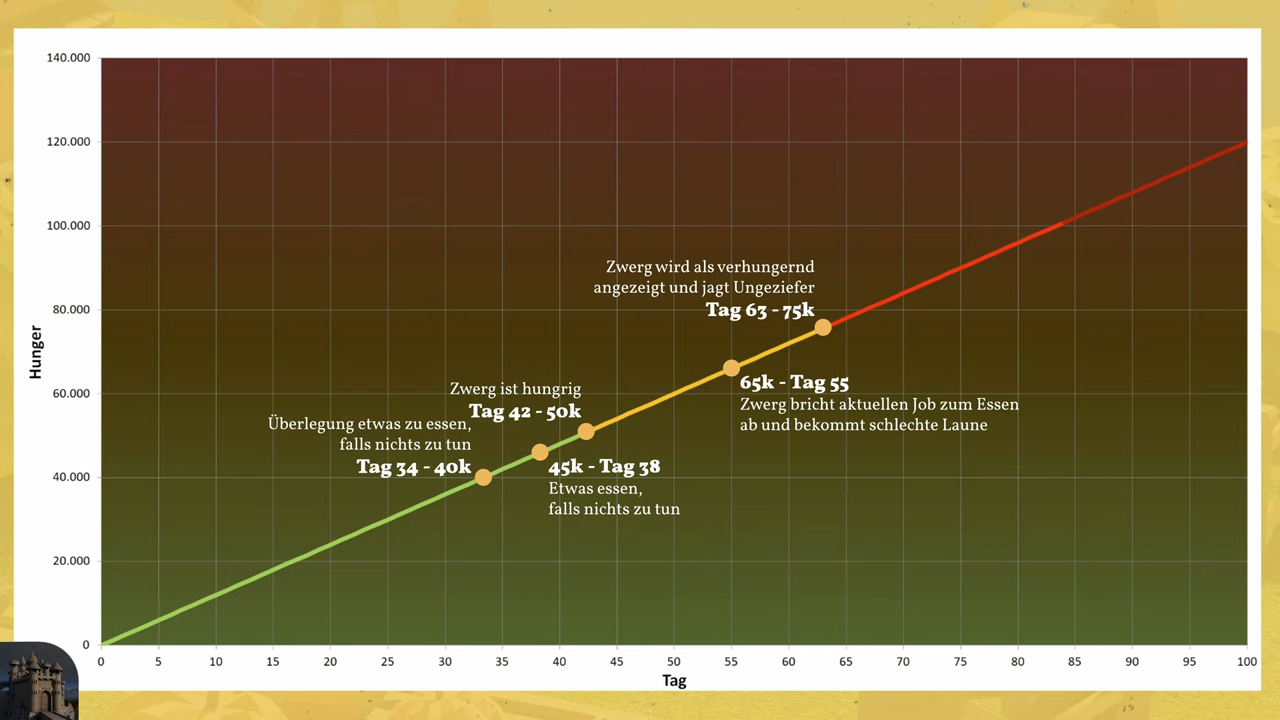 140.000
120.000
100.000
80.000
60.000
40.000
20.000
0
Hunger
Zwerg wird als verhungernd
angezeigt und jagt Ungeziefer
Tag 63 - 75k
65k - Tag 55
Zwerg bricht aktuellen Job zum Essen
ab und bekommt schlechte Laune
Zwerg ist hungrig
Tag 42 - 50k
Überlegung etwas zu essen,
falls nichts zu tun
Tag 34 - 40k
45k - Tag 38
Etwas essen,
falls nichts zu tun
0 5 10 15 20 25 30 35 40 45 50 55 60 65 70 75 80 85 90 95 100
Tag